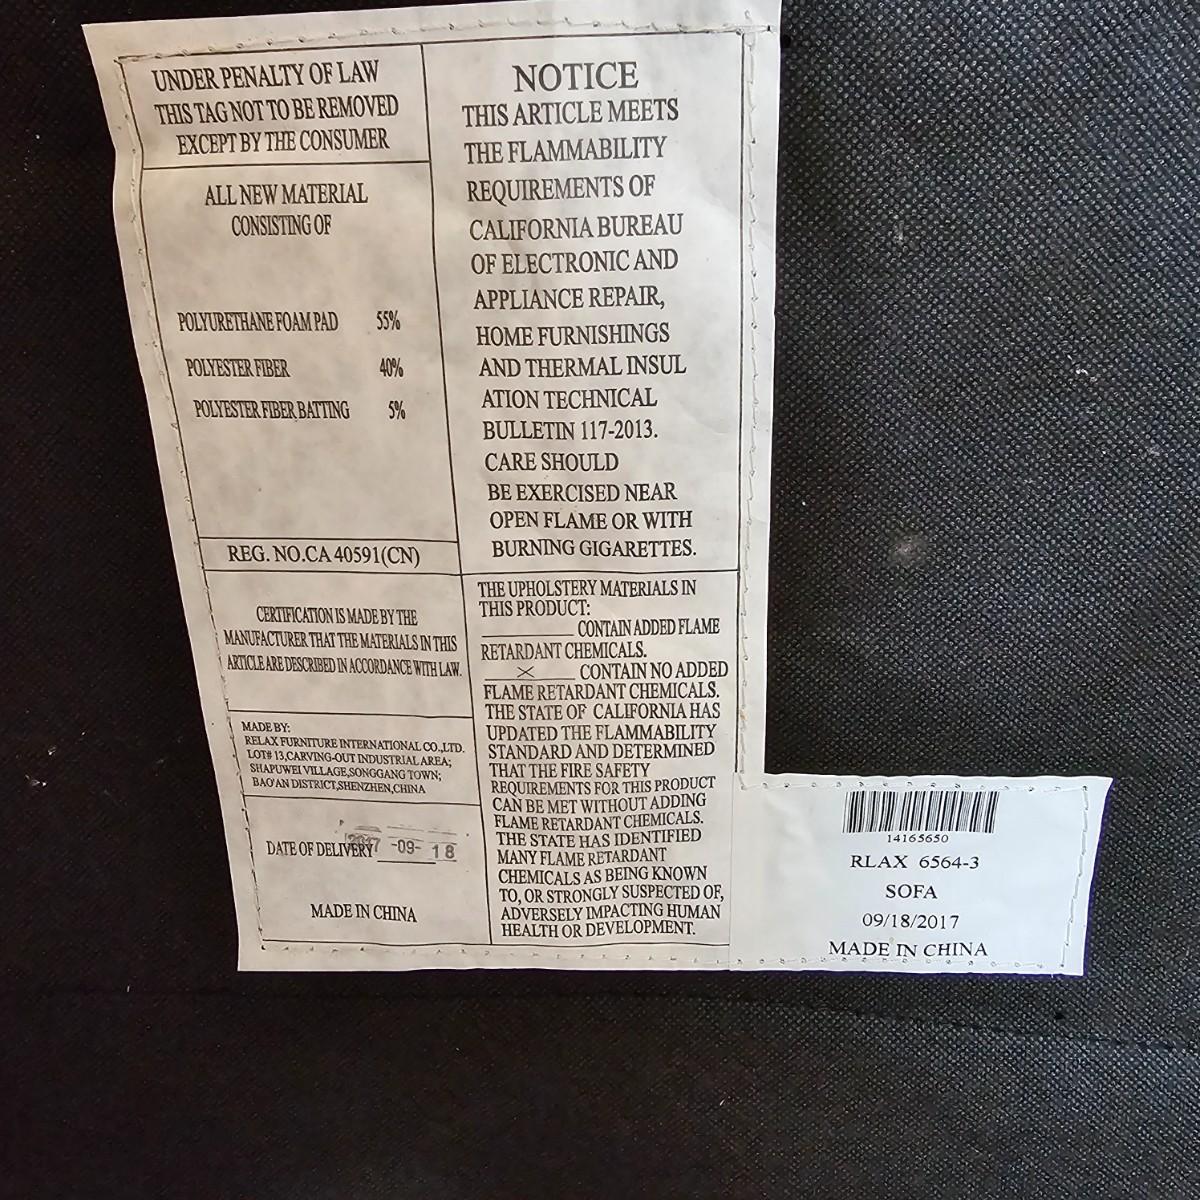 UNDER PENALTY OF LAW
THIS TAG NOT TO BE REMOVED
EXCEPT BY THE CONSUMER
ALL NEW MATERIAL
CONSISTING OF
POLYURETHANE FOAM PAD 55%
POLYESTER FIBER 40%
POLYESTER FIBER BATTING 5%
REG. NO.CA 40591(CN)
CERTIFICATION IS MADE BY THE
MANUFACTURER THAT THE MATERIALS IN THIS
ARTICLE ARE DESCRIBED IN ACCORDANCE WITH LAW.
MADE BY:
RELAX FURNITURE INTERNATIONAL CO.,LTD.
LOT# 13,CARVING-OUT INDUSTRIAL AREA;
SHAPUWEI VILLAGE,SONGGANG TOWN;
BAO'AN DISTRICT,SHENZHEN,CHINA
DATE OF DELIVERY 2017 -09- 18
MADE IN CHINA
NOTICE
THIS ARTICLE MEETS
THE FLAMMABILITY
REQUIREMENTS OF
CALIFORNIA BUREAU
OF ELECTRONIC AND
APPLIANCE REPAIR,
HOME FURNISHINGS
AND THERMAL INSUL
ATION TECHNICAL
BULLETIN 117-2013.
CARE SHOULD
BE EXERCISED NEAR
OPEN FLAME OR WITH
BURNING GIGARETTES.
THE UPHOLSTERY MATERIALS IN
THIS PRODUCT:
CONTAIN ADDED FLAME
RETARDANT CHEMICALS.
X CONTAIN NO ADDED
FLAME RETARDANT CHEMICALS.
THE STATE OF CALIFORNIA HAS
UPDATED THE FLAMMABILITY
STANDARD AND DETERMINED
THAT THE FIRE SAFETY
REQUIREMENTS FOR THIS PRODUCT
CAN BE MET WITHOUT ADDING
FLAME RETARDANT CHEMICALS.
THE STATE HAS IDENTIFIED
MANY FLAME RETARDANT
CHEMICALS AS BEING KNOWN
TO, OR STRONGLY SUSPECTED OF,
ADVERSELY IMPACTING HUMAN
HEALTH OR DEVELOPMENT.
14165650
RLAX 6564-3
SOFA
09/18/2017
MADE IN CHINA